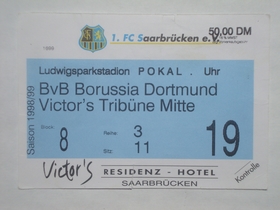 1. FC Saarbrücken e.V.
50,00 DM
Ludwigsparkstadion POKAL . Uhr
BvB Borussia Dortmund
Victor's Tribüne Mitte
Saison 1998/99
Block
8
Reihe
3
Sitz
11
19
Victor's RESIDENZ - HOTEL
SAARBRÜCKEN
Kontrolle